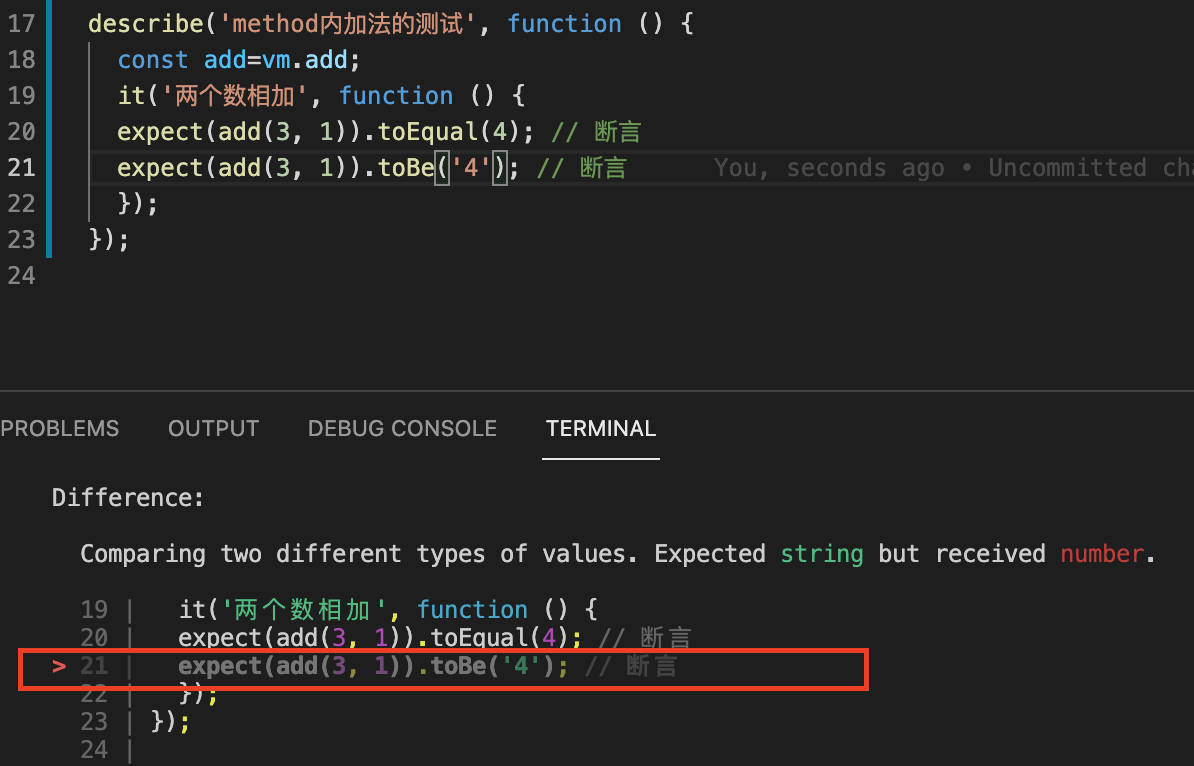 17 describe('method内加法的测试', function () {
18 const add=vm.add;
19 it('两个数相加', function () {
20 expect(add(3, 1)).toEqual(4); // 断言
21 expect(add(3, 1)).toBe('4'); // 断言 You, seconds ago • Uncommitted
22 });
23 });
24
PROBLEMS OUTPUT DEBUG CONSOLE TERMINAL
Difference:
Comparing two different types of values. Expected string but received number.
19 | it('两个数相加', function () {
20 | expect(add(3, 1)).toEqual(4); // 断言
> 21 | expect(add(3, 1)).toBe('4'); // 断言
22 | });
23 | });
24 |